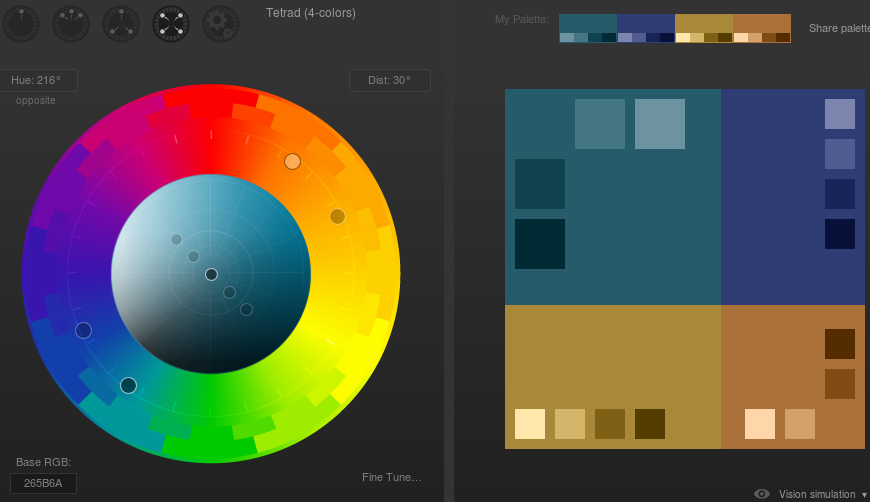 Tetrad (4-colors)
My Palette:
Share palette
Hue: 216°
Dist: 30°
opposite
Base RGB:
265B6A
Fine Tune...
Vision simulation ▾